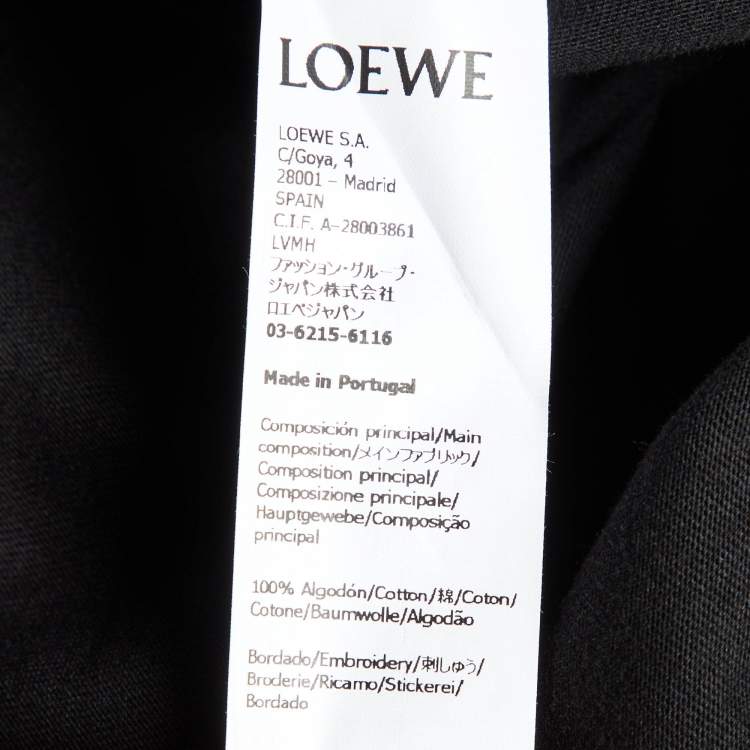 LOEWE
LOEWE S.A.
C/Goya, 4
28001 – Madrid
SPAIN
C.I.F. A-28003861
LVMH
ファッション・グループ・
ジャパン株式会社
ロエベジャパン
03-6215-6116
Made in Portugal
Composición principal/Main
composition/メインファブリック/
Composition principal/
Composizione principale/
Hauptgewebe/Composição
principal
100% Algodón/Cotton/綿/Coton/
Cotone/Baumwolle/Algodão
Bordado/Embroidery/刺しゅう/
Broderie/Ricamo/Stickerei/
Bordado